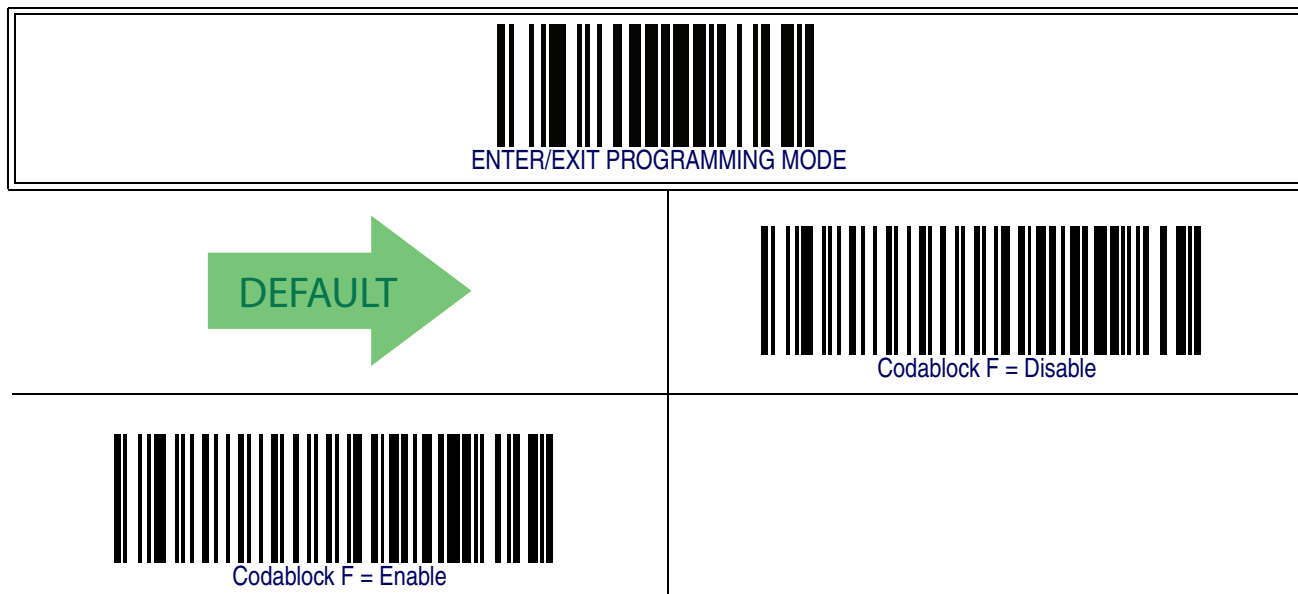 ENTER/EXIT PROGRAMMING MODE
DEFAULT
Codablock F = Disable
Codablock F = Enable